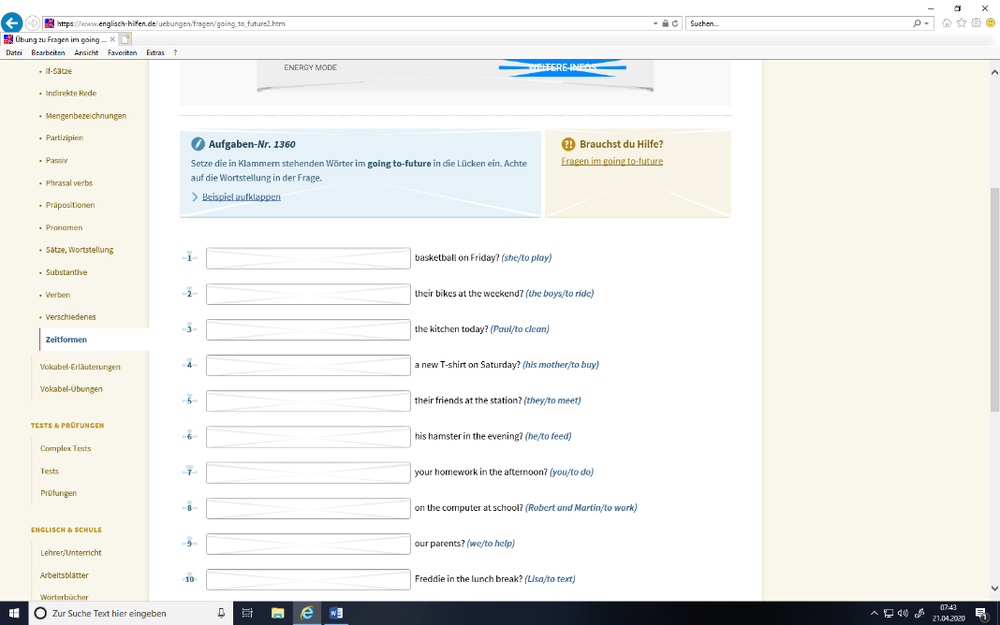 https://www.englisch-hilfen.de/uebungen/fragen/going_to_future2.htm
Suchen...
Übung zu Fragen im going ...
Datei Bearbeiten Ansicht Favoriten Extras ?
ENERGY MODE
WEITERE INFOS
If-Sätze
Indirekte Rede
Mengenbezeichnungen
Partizipien
Passiv
Phrasal verbs
Präpositionen
Pronomen
Sätze, Wortstellung
Substantive
Verben
Verschiedenes
Zeitformen
Vokabel-Erläuterungen
Vokabel-Übungen
TESTS & PRÜFUNGEN
Complex Tests
Tests
Prüfungen
ENGLISCH & SCHULE
Lehrer/Unterricht
Arbeitsblätter
Wörterbücher
Aufgaben-Nr. 1360
Setze die in Klammern stehenden Wörter im going to-future in die Lücken ein. Achte
auf die Wortstellung in der Frage.
Beispiel aufklappen
?! Brauchst du Hilfe?
Fragen im going to-future
1 basketball on Friday? (she/to play)
2 their bikes at the weekend? (the boys/to ride)
3 the kitchen today? (Paul/to clean)
4 a new T-shirt on Saturday? (his mother/to buy)
5 their friends at the station? (they/to meet)
6 his hamster in the evening? (he/to feed)
7 your homework in the afternoon? (you/to do)
8 on the computer at school? (Robert and Martin/to work)
9 our parents? (we/to help)
10 Freddie in the lunch break? (Lisa/to text)
Zur Suche Text hier eingeben
07:43
21.04.2020